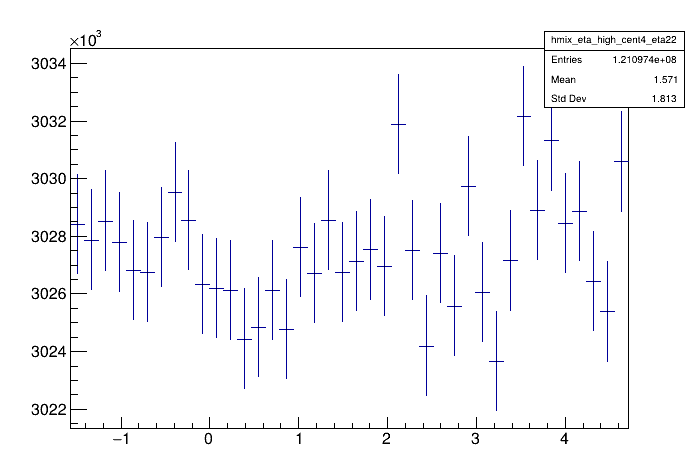 ×10³
hmix_eta_high_cent4_eta22
Entries 1.210974e+08
Mean 1.571
Std Dev 1.813
3034
3032
3030
3028
3026
3024
3022
−1 0 1 2 3 4